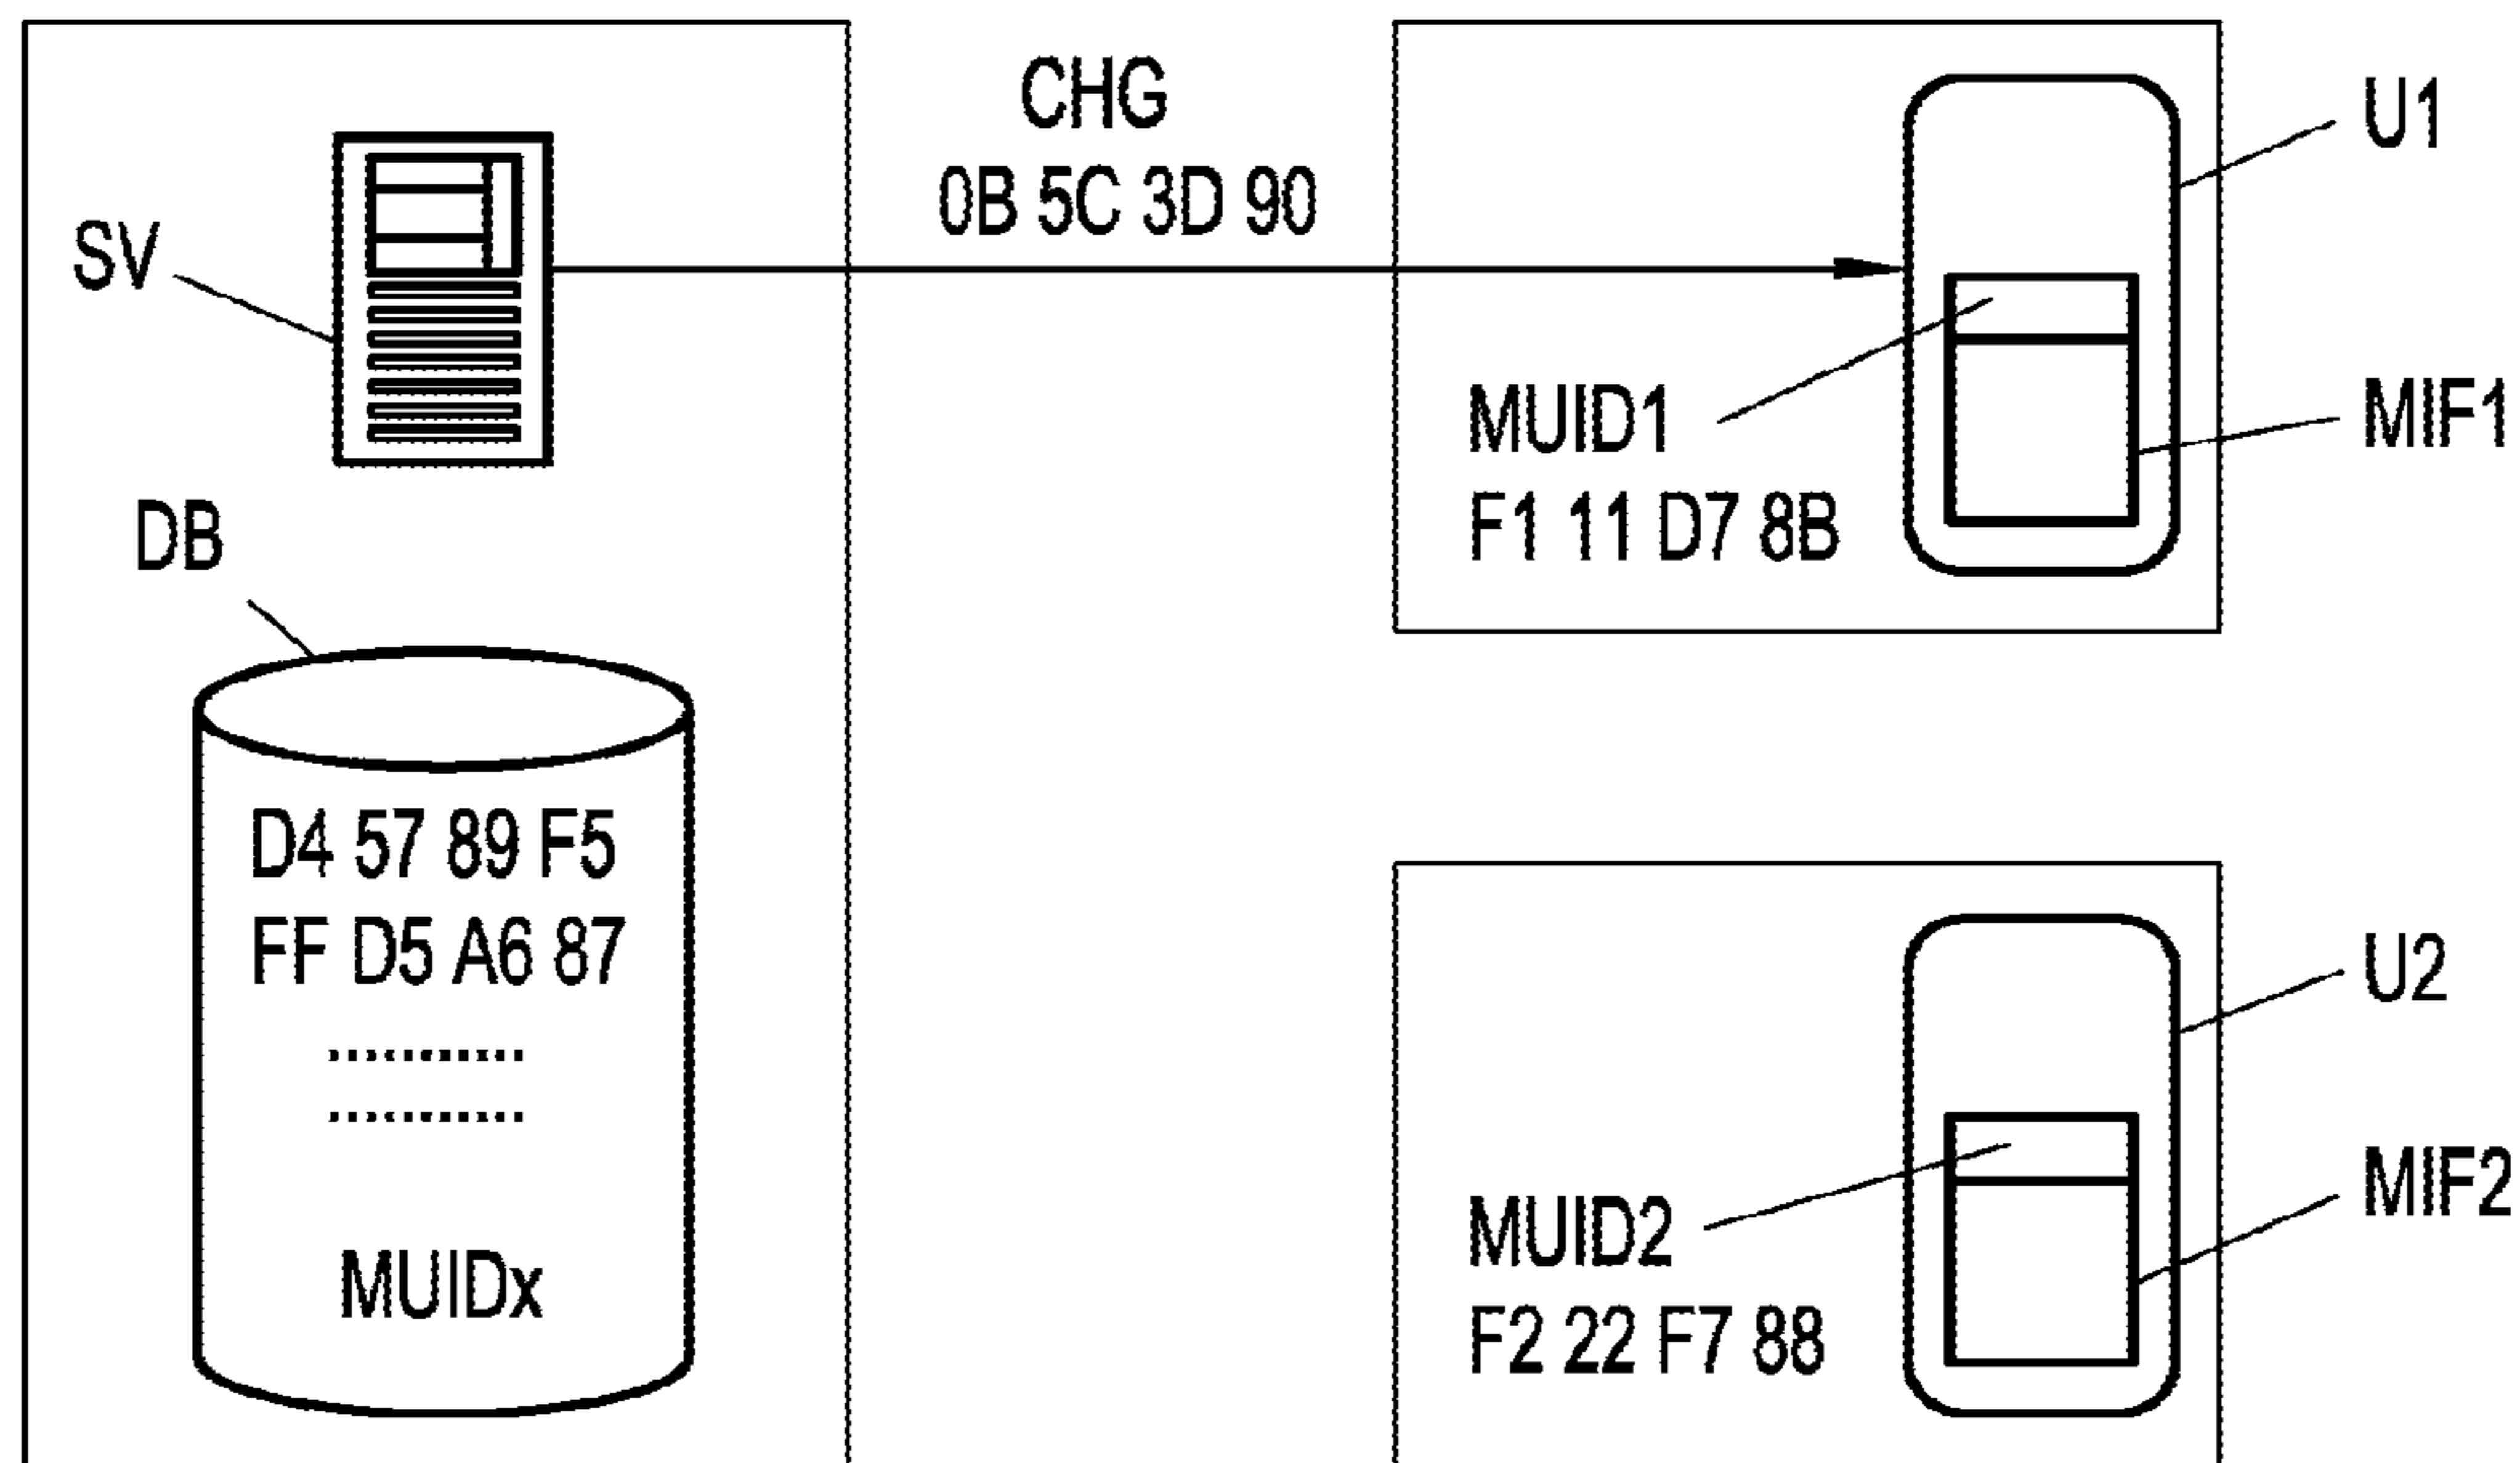 CHG
0B 5C 3D 90
SV
DB
D4 57 89 F5
FF D5 A6 87
MUIDx
U1
MUID1
F1 11 D7 8B
MIF1
U2
MUID2
F2 22 F7 88
MIF2